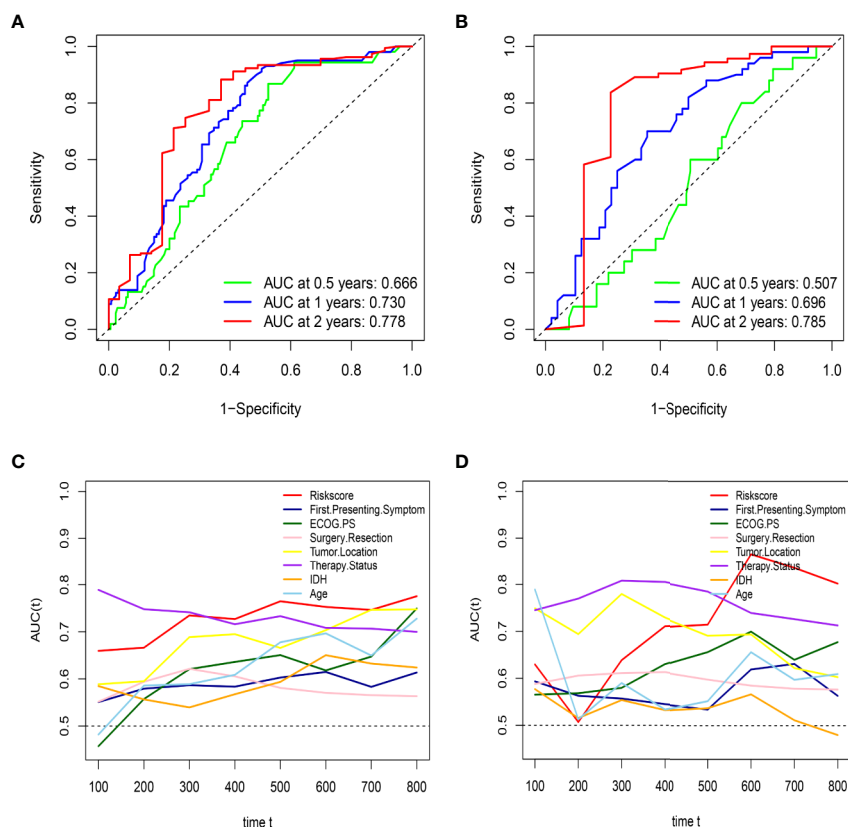 A
1.0
0.8
0.6
0.4
0.2
0.0
Sensitivity
AUC at 0.5 years: 0.666
AUC at 1 years: 0.730
AUC at 2 years: 0.778
0.0 0.2 0.4 0.6 0.8 1.0
1−Specificity
B
1.0
0.8
0.6
0.4
0.2
0.0
Sensitivity
AUC at 0.5 years: 0.507
AUC at 1 years: 0.696
AUC at 2 years: 0.785
0.0 0.2 0.4 0.6 0.8 1.0
1−Specificity
C
1.0
0.9
0.8
0.7
0.6
0.5
AUC(t)
Riskscore
First.Presenting.Symptom
ECOG.PS
Surgery.Resection
Tumor.Location
Therapy.Status
IDH
Age
100 200 300 400 500 600 700 800
time t
D
1.0
0.9
0.8
0.7
0.6
0.5
AUC(t)
Riskscore
First.Presenting.Symptom
ECOG.PS
Surgery.Resection
Tumor.Location
Therapy.Status
IDH
Age
100 200 300 400 500 600 700 800
time t